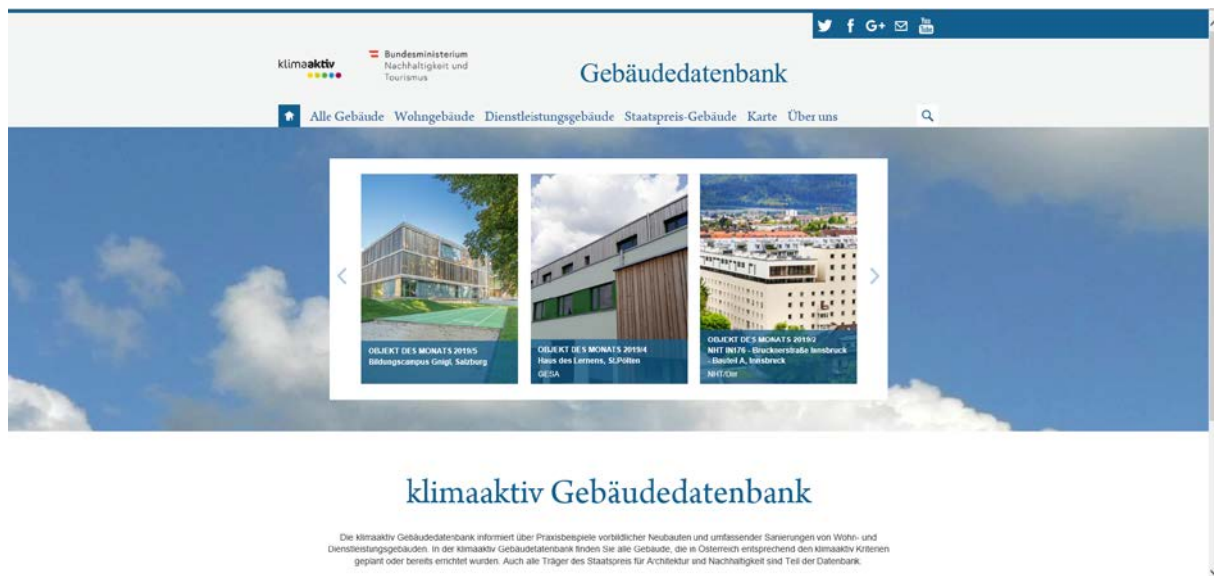 klimaaktiv
Bundesministerium
Nachhaltigkeit und
Tourismus
Gebäudedatenbank
Alle Gebäude Wohngebäude Dienstleistungsgebäude Staatspreis-Gebäude Karte Über uns
OBJEKT DES MONATS 2019/5
Bildungscampus Gnigl, Salzburg
OBJEKT DES MONATS 2019/4
Haus des Lernens, St.Pölten
GESA
OBJEKT DES MONATS 2019/2
NHT IN176 - Brucknerstraße Innsbruck
- Bauteil A, Innsbruck
klimaaktiv Gebäudedatenbank
Die klimaaktiv Gebäudedatenbank informiert über Praxisbeispiele vorbildlicher Neubauten und umfassender Sanierungen von Wohn- und
Dienstleistungsgebäuden. In der klimaaktiv Gebäudedatenbank finden Sie alle Gebäude, die in Österreich entsprechend den klimaaktiv Kriterien
geplant oder bereits errichtet wurden. Auch alle Träger des Staatspreis für Architektur und Nachhaltigkeit sind Teil der Datenbank.